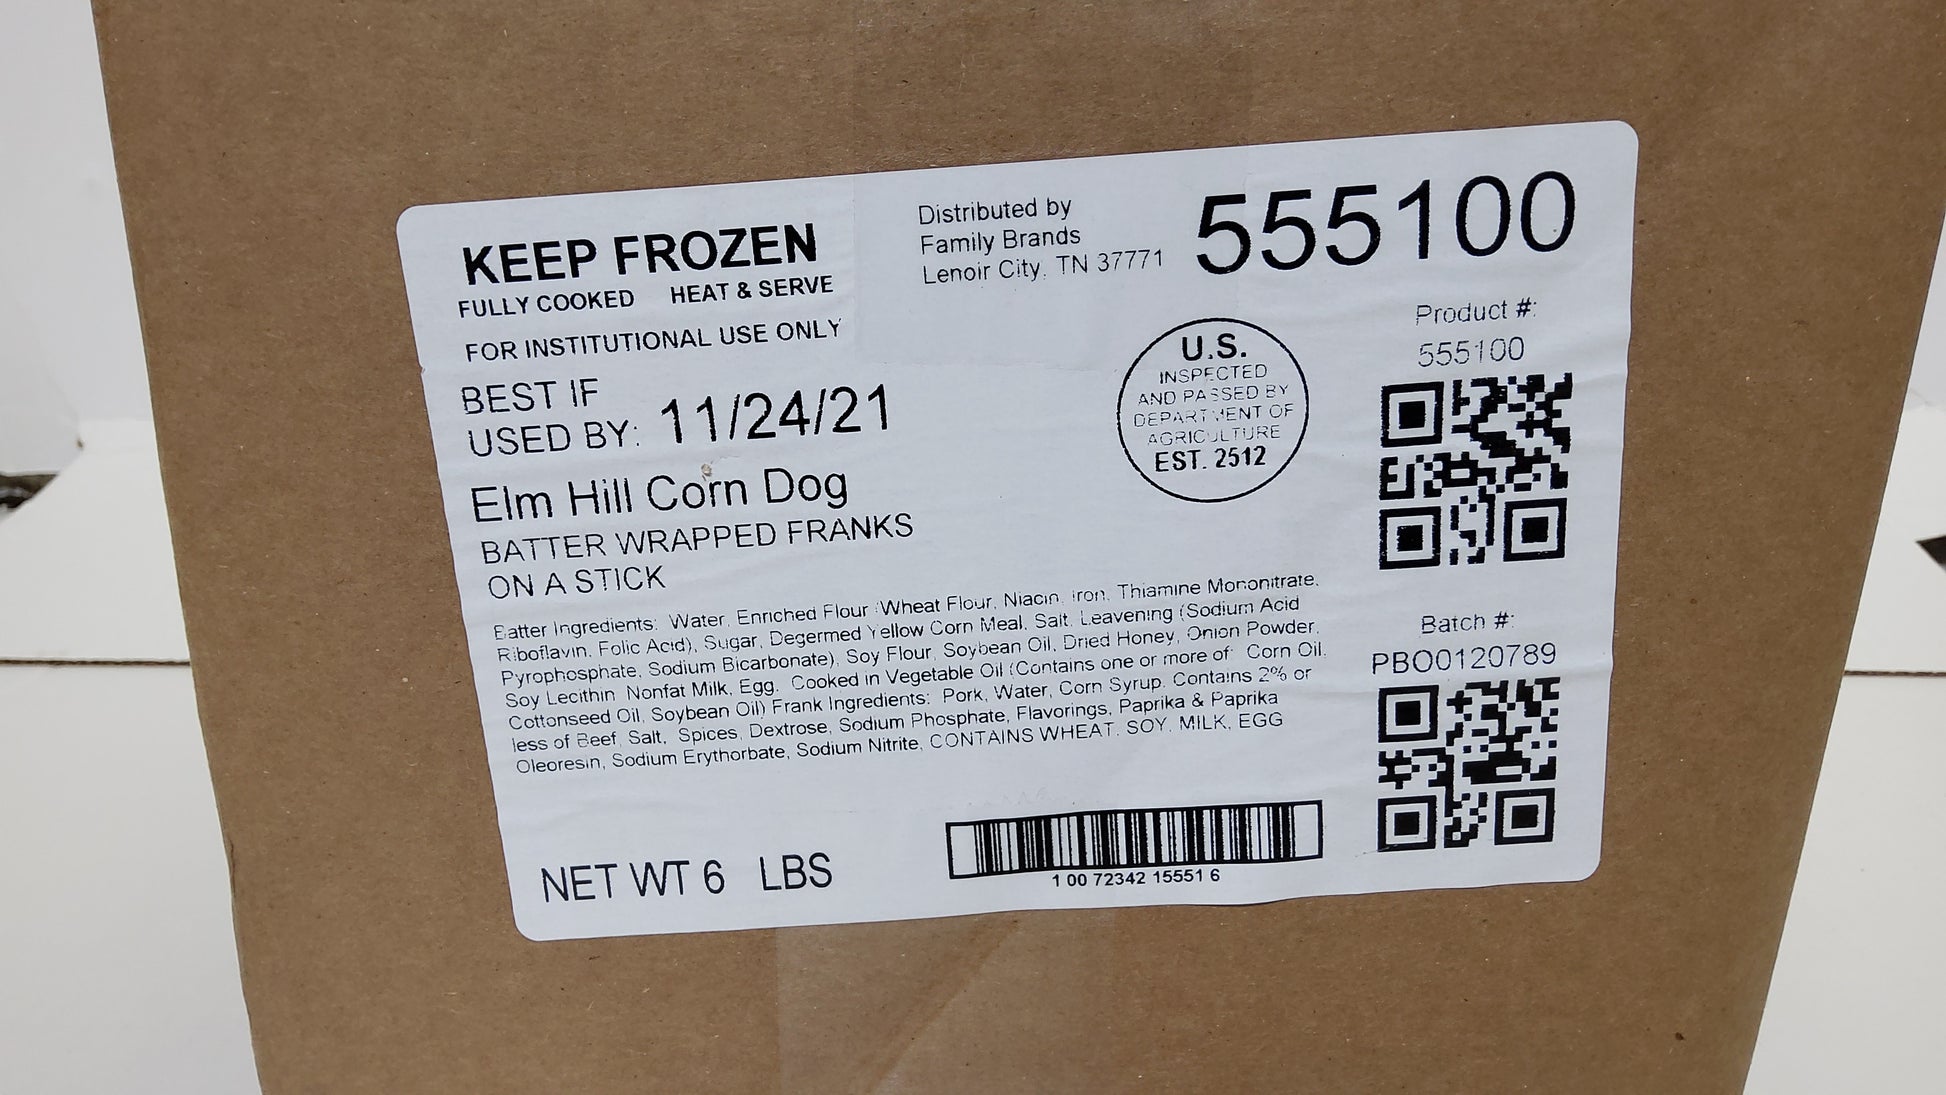 KEEP FROZEN
FULLY COOKED HEAT & SERVE
FOR INSTITUTIONAL USE ONLY
BEST IF
USED BY: 11/24/21
Elm Hill Corn Dog
BATTER WRAPPED FRANKS
ON A STICK
Distributed by
Family Brands
Lenoir City, TN 37771
555100
U.S.
INSPECTED
AND PASSED BY
DEPARTMENT OF
AGRICULTURE
EST. 2512
Product #:
555100
Batter Ingredients: Water, Enriched Flour (Wheat Flour, Niacin, Iron, Thiamine Mononitrate,
Riboflavin, Folic Acid), Sugar, Degermed Yellow Corn Meal, Salt, Leavening (Sodium Acid
Pyrophosphate, Sodium Bicarbonate), Soy Flour, Soybean Oil, Dried Honey, Onion Powder,
Soy Lecithin, Nonfat Milk, Egg. Cooked in Vegetable Oil (Contains one or more of: Corn Oil,
Cottonseed Oil, Soybean Oil) Frank Ingredients: Pork, Water, Corn Syrup, Contains 2% or
less of Beef, Salt, Spices, Dextrose, Sodium Phosphate, Flavorings, Paprika & Paprika
Oleoresin, Sodium Erythorbate, Sodium Nitrite, CONTAINS WHEAT, SOY, MILK, EGG
Batch #:
PBO0120789
NET WT 6 LBS
1 00 72342 15551 6